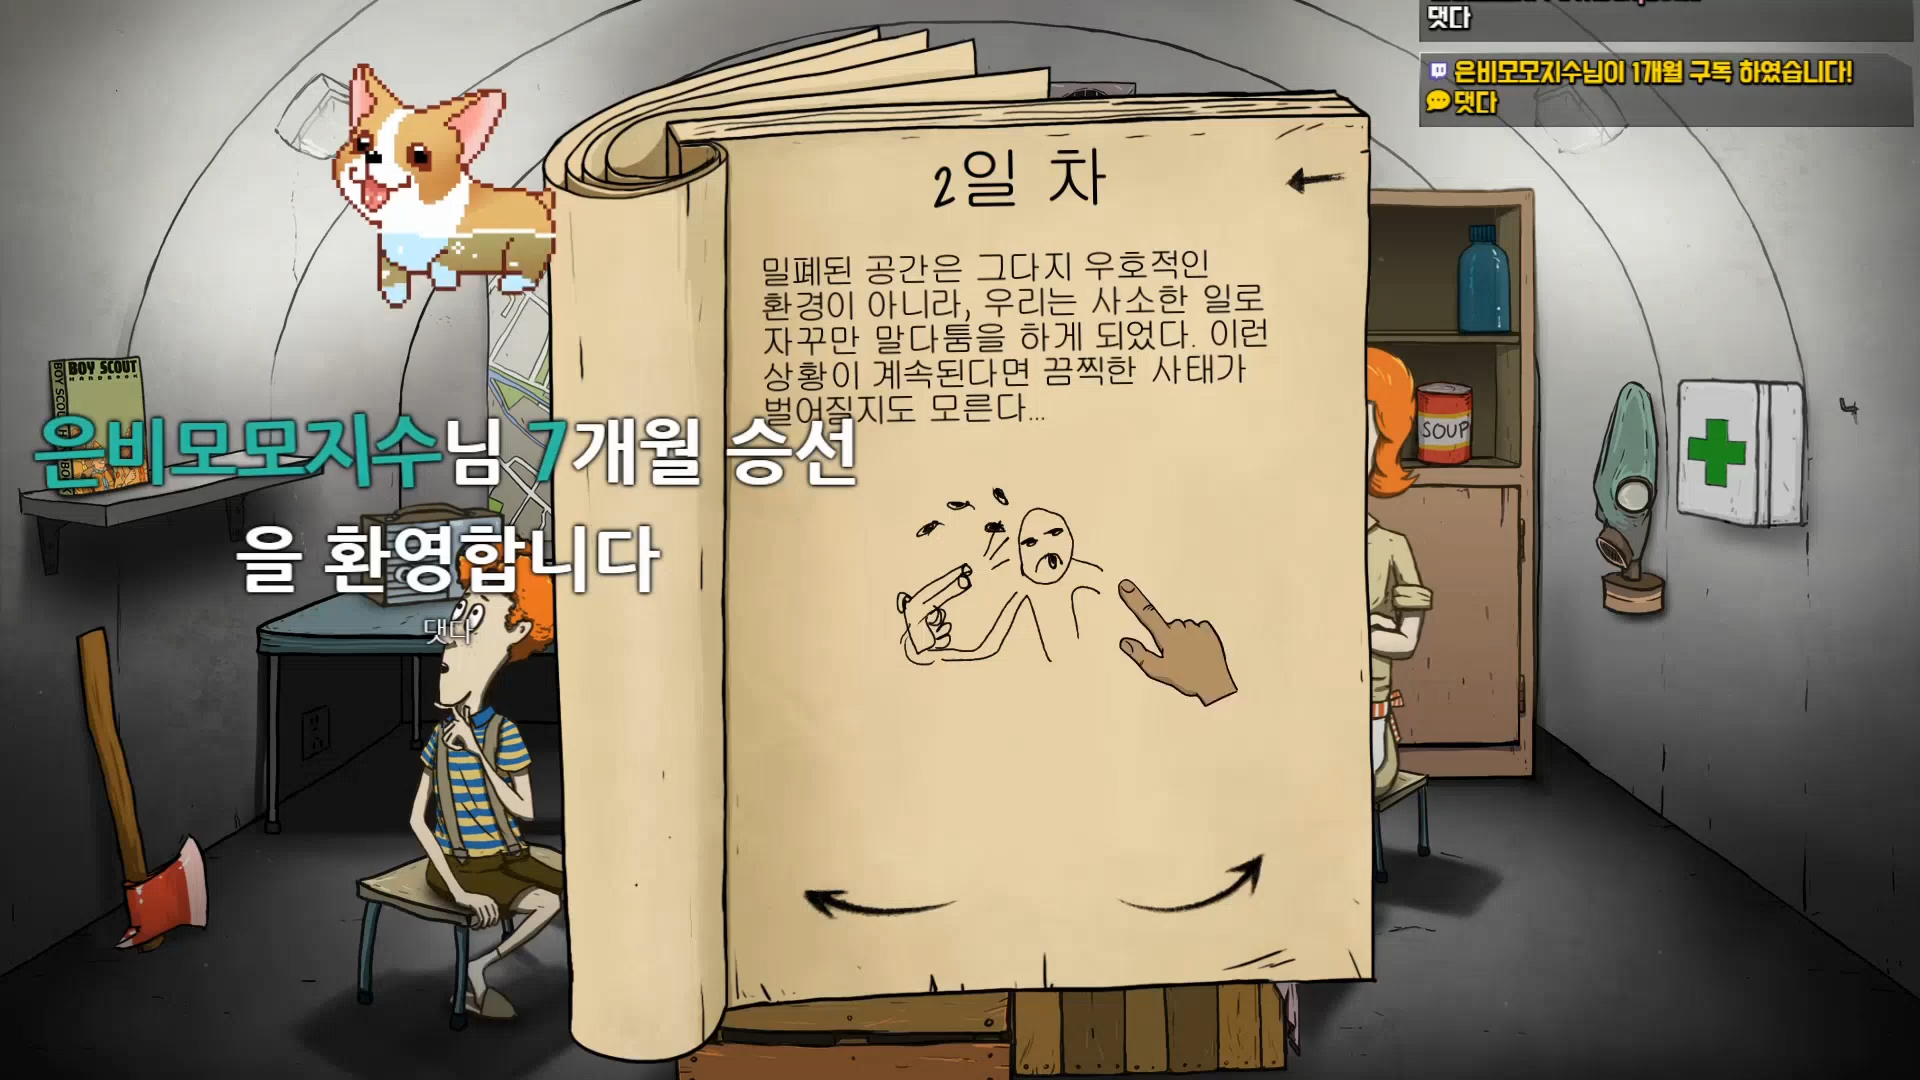 댓다
은비모모지수님이 1개월 구독 하였습니다!
댓다
2일 차
밀폐된 공간은 그다지 우호적인
환경이 아니라, 우리는 사소한 일로
자꾸만 말다툼을 하게 되었다. 이런
상황이 계속된다면 끔찍한 사태가
벌어질지도 모른다...
BOY SCOUT
HANDBOOK
은비모모지수님 7개월 승선
을 환영합니다
댓다
SOUP